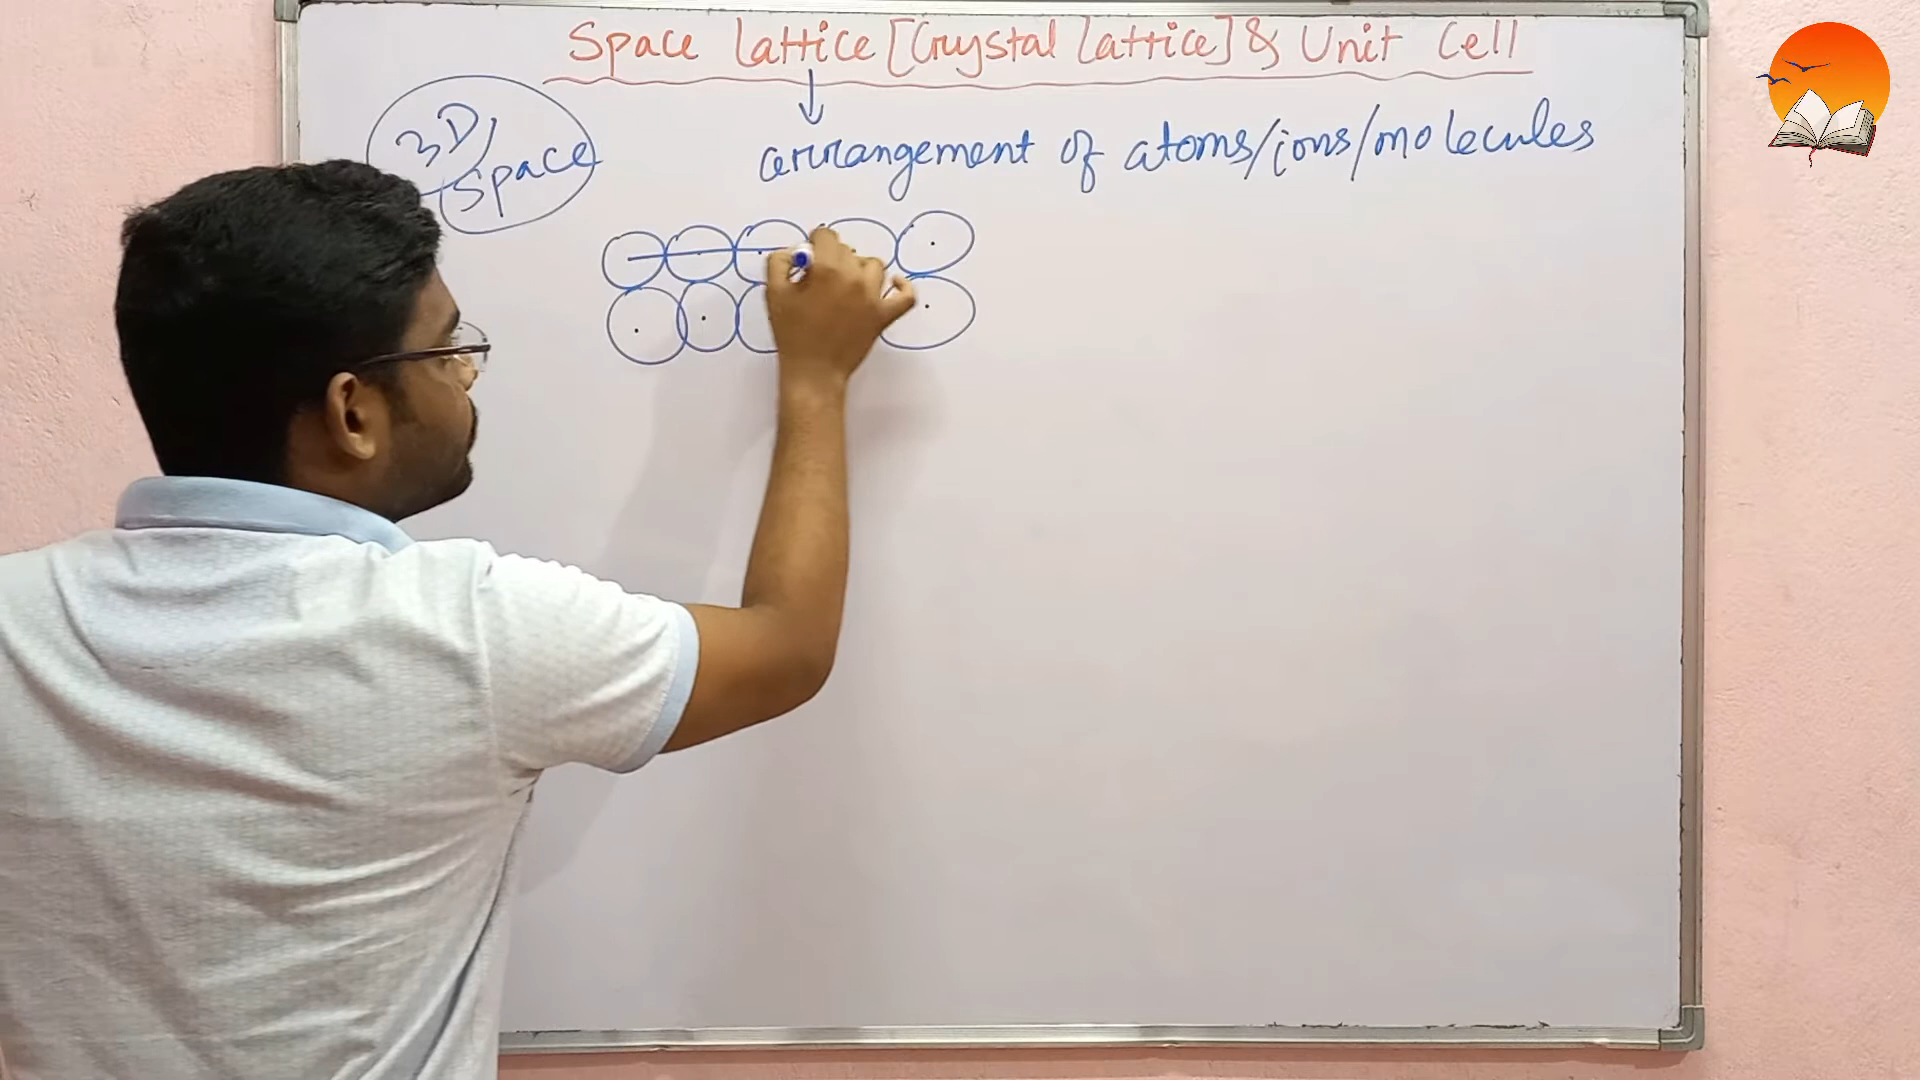 Space Lattice [Crystal Lattice] & Unit Cell
3D/
space
arrangement of atoms/ions/molecules